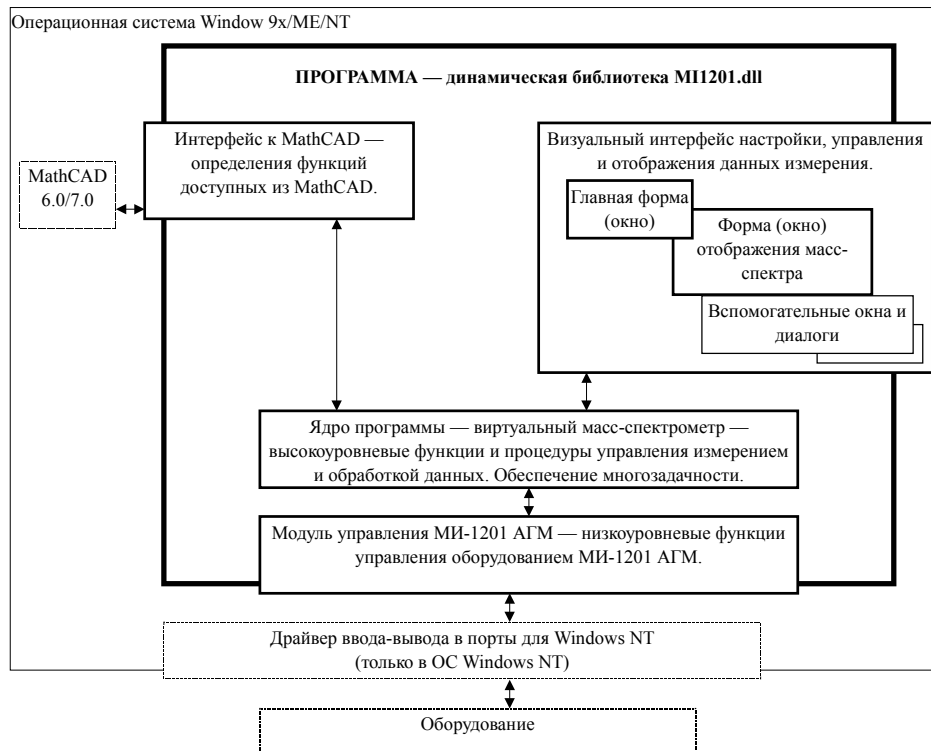 Операционная система Window 9x/ME/NT
ПРОГРАММА — динамическая библиотека MI1201.dll
Интерфейс к MathCAD —
определения функций
доступных из MathCAD.
MathCAD
6.0/7.0
Визуальный интерфейс настройки, управления
и отображения данных измерения.
Главная форма
(окно)
Форма (окно)
отображения масс-
спектра
Вспомогательные окна и
диалоги
Ядро программы — виртуальный масс-спектрометр —
высокоуровневые функции и процедуры управления измерением
и обработкой данных. Обеспечение многозадачности.
Модуль управления МИ-1201 АГМ — низкоуровневые функции
управления оборудованием МИ-1201 АГМ.
Драйвер ввода-вывода в порты для Windows NT
(только в ОС Windows NT)
Оборудование